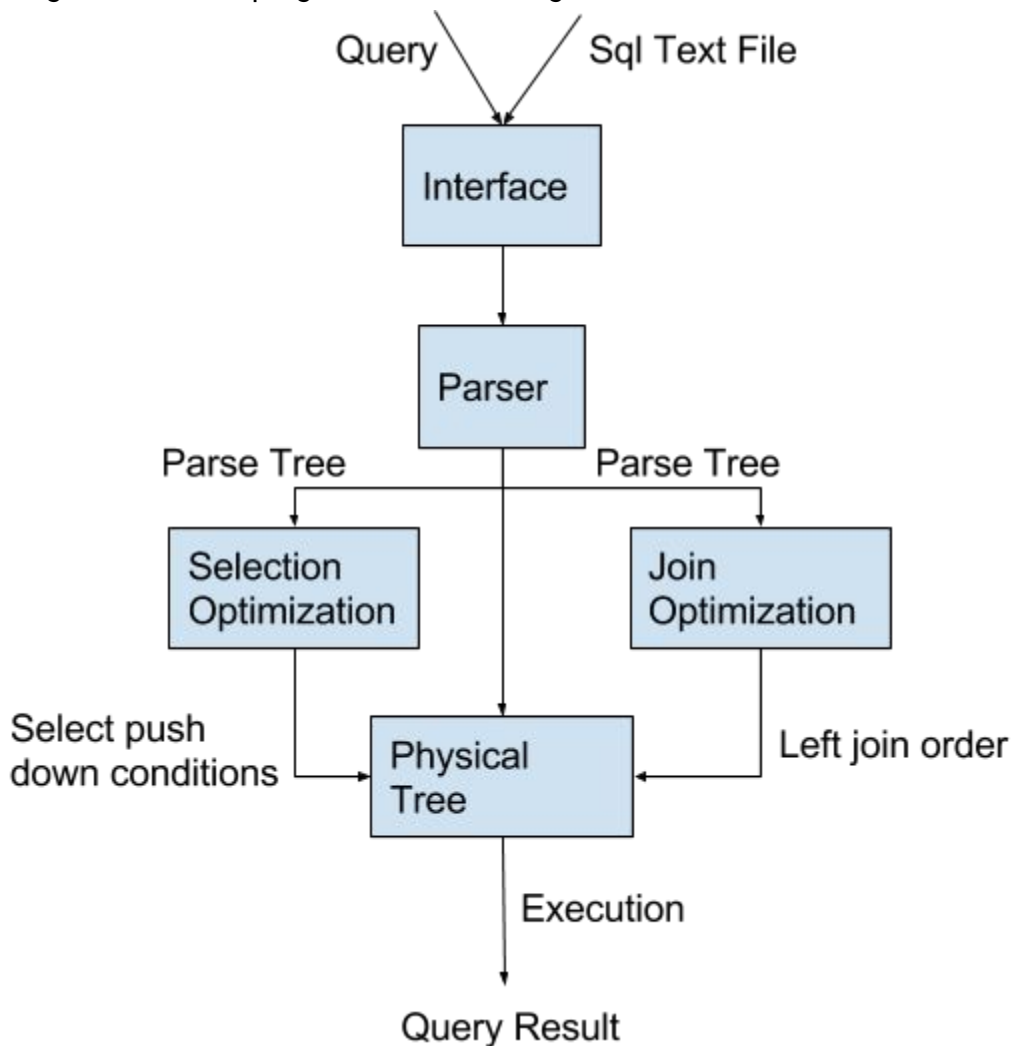 Query
Sql Text File
Interface
Parser
Parse Tree
Parse Tree
Selection
Optimization
Join
Optimization
Select push
down conditions
Physical
Tree
Left join order
Execution
Query Result